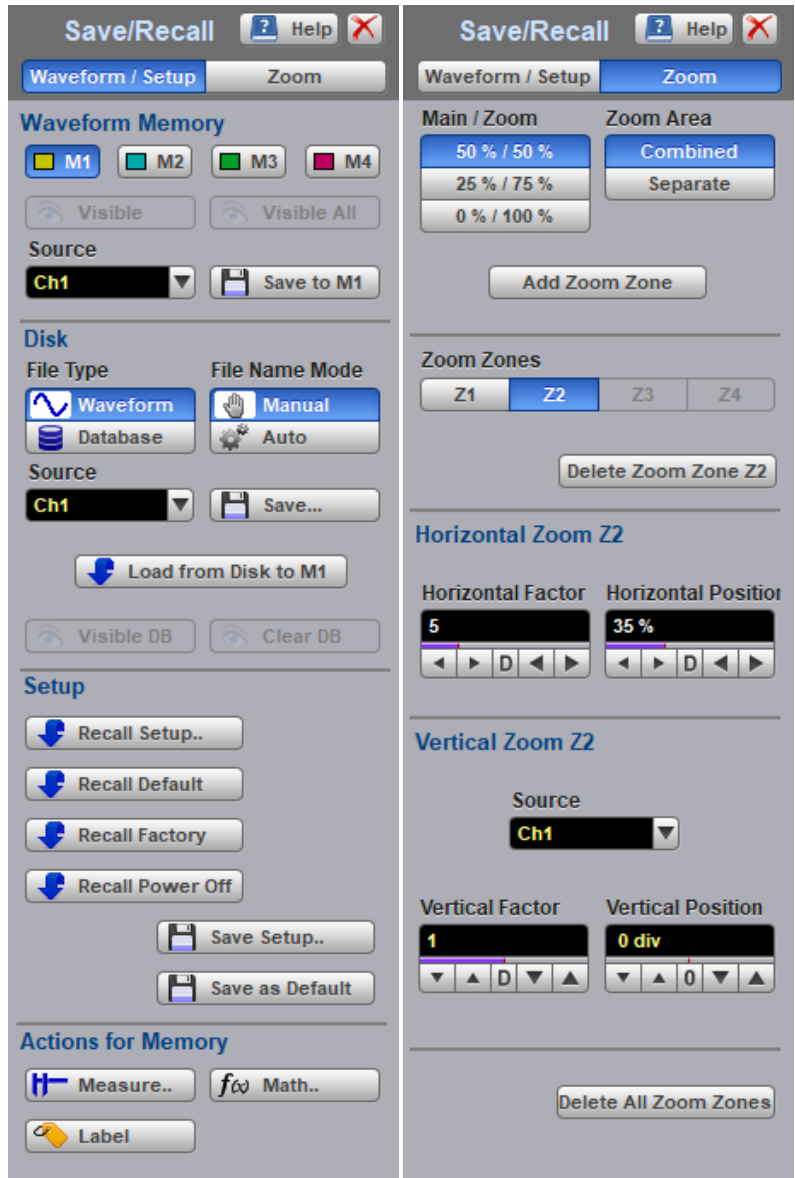 Save/Recall ? Help
Waveform / Setup Zoom
Waveform Memory
M1 M2 M3 M4
Visible Visible All
Source
Ch1 Save to M1
Disk
File Type File Name Mode
Waveform Manual
Database Auto
Source
Ch1 Save...
Load from Disk to M1
Visible DB Clear DB
Setup
Recall Setup..
Recall Default
Recall Factory
Recall Power Off
Save Setup..
Save as Default
Actions for Memory
Measure.. f(x) Math..
Label
Save/Recall ? Help
Waveform / Setup Zoom
Main / Zoom Zoom Area
50 % / 50 % Combined
25 % / 75 % Separate
0 % / 100 %
Add Zoom Zone
Zoom Zones
Z1 Z2 Z3 Z4
Delete Zoom Zone Z2
Horizontal Zoom Z2
Horizontal Factor Horizontal Position
5 35 %
D D
Vertical Zoom Z2
Source
Ch1
Vertical Factor Vertical Position
1 0 div
D 0
Delete All Zoom Zones